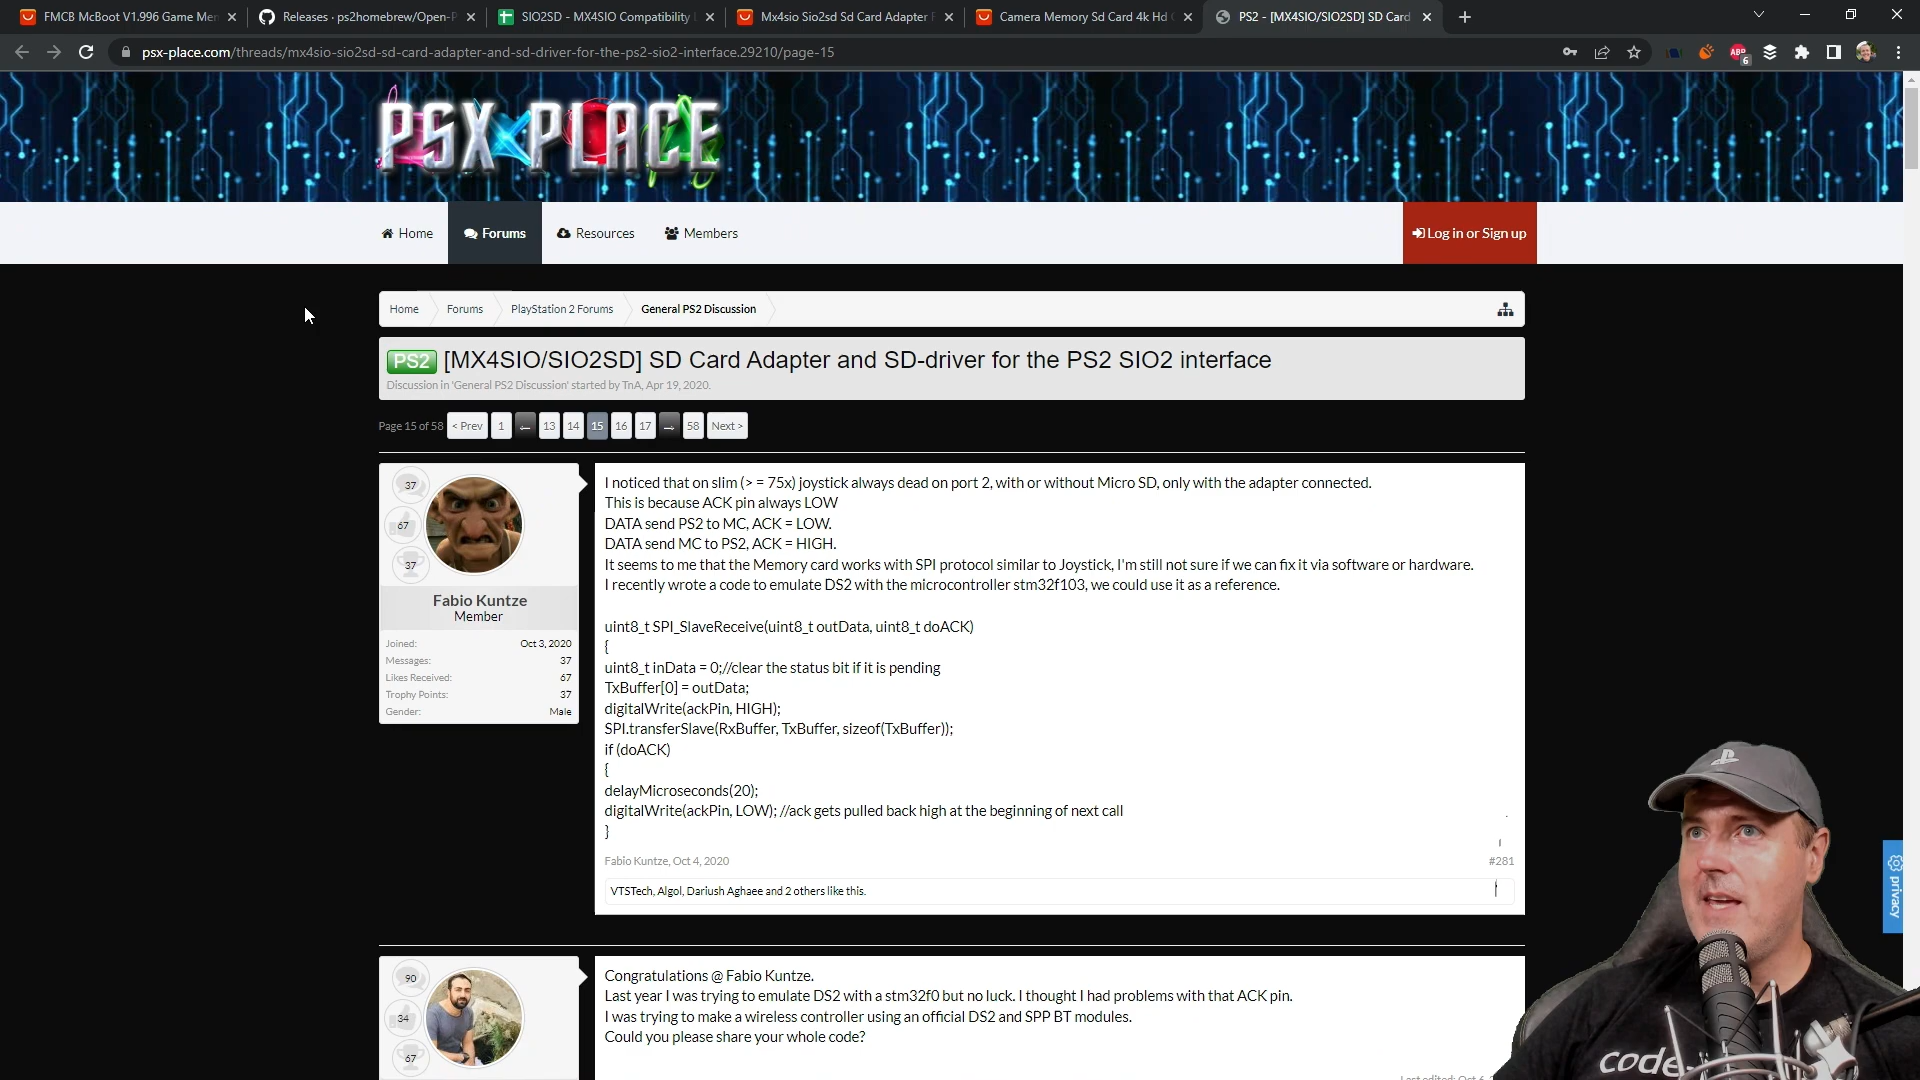 FMCB McBoot V1.996 Game Mem
Releases · ps2homebrew/Open-P
SIO2SD - MX4SIO Compatibility L
Mx4sio Sio2sd Sd Card Adapter F
Camera Memory Sd Card 4k Hd
PS2 - [MX4SIO/SIO2SD] SD Card
psx-place.com/threads/mx4sio-sio2sd-sd-card-adapter-and-sd-driver-for-the-ps2-sio2-interface.29210/page-15
ABP
6
PSX PLACE
Home
Forums
Resources
Members
Log in or Sign up
Home
Forums
PlayStation 2 Forums
General PS2 Discussion
PS2 [MX4SIO/SIO2SD] SD Card Adapter and SD-driver for the PS2 SIO2 interface
Discussion in 'General PS2 Discussion' started by TnA, Apr 19, 2020.
Page 15 of 58 < Prev 1 ← 13 14 15 16 17 → 58 Next >
37
67
37
Fabio Kuntze
Member
Joined: Oct 3, 2020
Messages: 37
Likes Received: 67
Trophy Points: 37
Gender: Male
I noticed that on slim (> = 75x) joystick always dead on port 2, with or without Micro SD, only with the adapter connected.
This is because ACK pin always LOW
DATA send PS2 to MC, ACK = LOW.
DATA send MC to PS2, ACK = HIGH.
It seems to me that the Memory card works with SPI protocol similar to Joystick, I'm still not sure if we can fix it via software or hardware.
I recently wrote a code to emulate DS2 with the microcontroller stm32f103, we could use it as a reference.
uint8_t SPI_SlaveReceive(uint8_t outData, uint8_t doACK)
{
uint8_t inData = 0;//clear the status bit if it is pending
TxBuffer[0] = outData;
digitalWrite(ackPin, HIGH);
SPI.transferSlave(RxBuffer, TxBuffer, sizeof(TxBuffer));
if (doACK)
{
delayMicroseconds(20);
digitalWrite(ackPin, LOW); //ack gets pulled back high at the beginning of next call
}
Fabio Kuntze, Oct 4, 2020 #281
VTSTech, Algol, Dariush Aghaee and 2 others like this.
privacy
90
34
67
Congratulations @ Fabio Kuntze.
Last year I was trying to emulate DS2 with a stm32f0 but no luck. I thought I had problems with that ACK pin.
I was trying to make a wireless controller using an official DS2 and SPP BT modules.
Could you please share your whole code?
Last edited: Oct 6, 2
code-